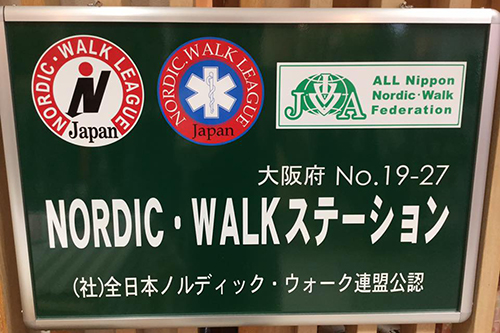 NORDIC・WALK LEAGUE
N
Japan
NORDIC.WALK LEAGUE
Japan
JVA
ALL Nippon
Nordic・Walk
Federation
大阪府 No.19-27
NORDIC・WALKステーション
(社)全日本ノルディック・ウォーク連盟公認